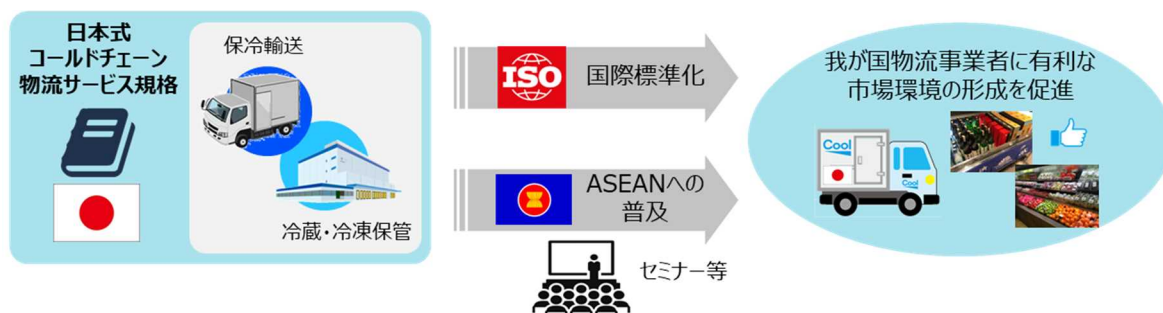 日本式
コールドチェーン
物流サービス規格
保冷輸送
冷蔵・冷凍保管
ISO
国際標準化
ASEANへの
普及
セミナー等
我が国物流事業者に有利な
市場環境の形成を促進
Cool
Cool